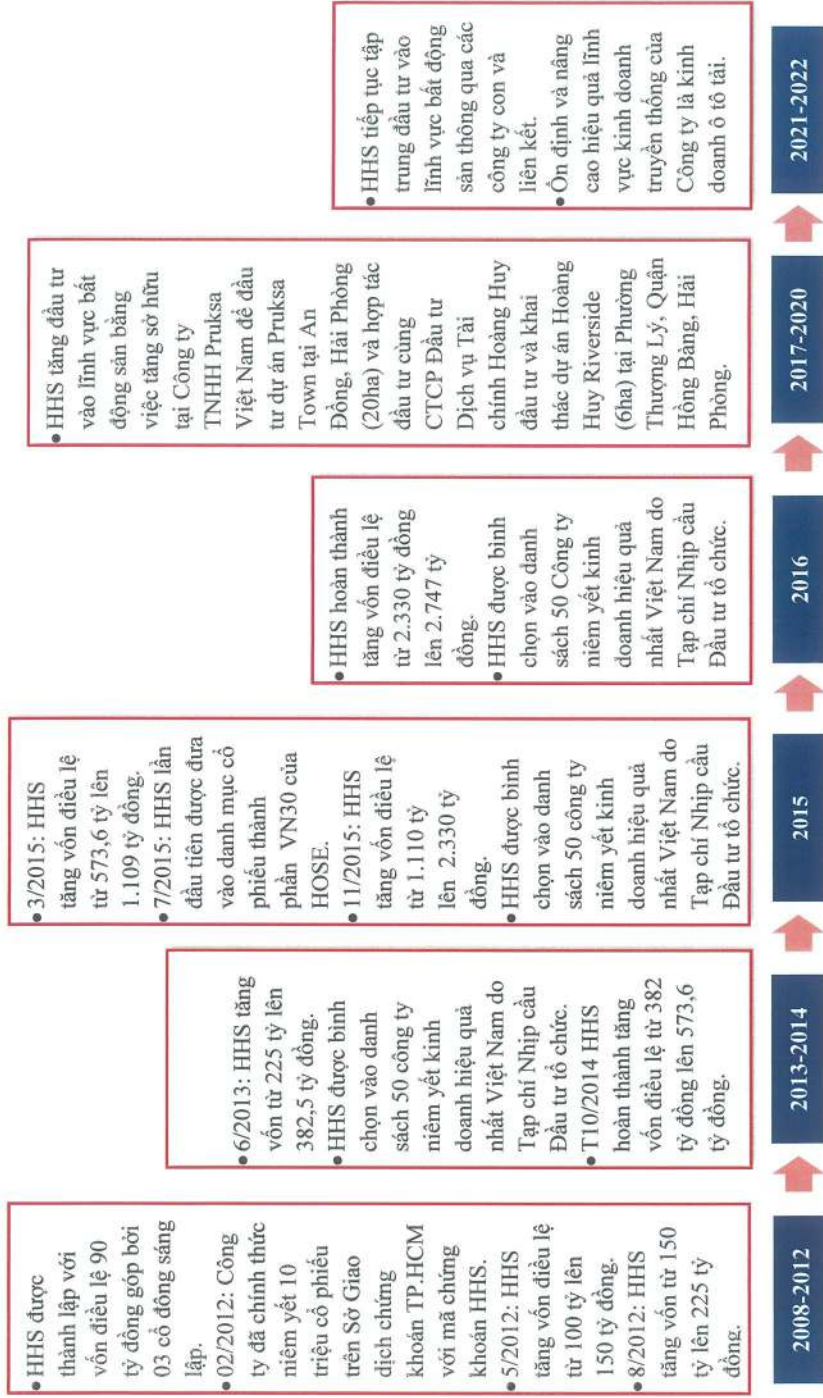 • HHS được
thành lập với
vốn điều lệ 90
tỷ đồng góp bởi
03 cổ đông sáng
lập.
• 02/2012: Công
ty đã chính thức
niêm yết 10
triệu cổ phiếu
trên Sở Giao
dịch chứng
khoán TP.HCM
với mã chứng
khoán HHS.
• 5/2012: HHS
tăng vốn điều lệ
từ 100 tỷ lên
150 tỷ đồng.
• 8/2012: HHS
tăng vốn từ 150
tỷ lên 225 tỷ
đồng.
2008-2012
• 6/2013: HHS tăng
vốn từ 225 tỷ lên
382,5 tỷ đồng.
• HHS được bình
chọn vào danh
sách 50 công ty
niêm yết kinh
doanh hiệu quả
nhất Việt Nam do
Tạp chí Nhịp cầu
Đầu tư tổ chức.
• T10/2014 HHS
hoàn thành tăng
vốn điều lệ từ 382
tỷ đồng lên 573,6
tỷ đồng.
2013-2014
• 3/2015: HHS
tăng vốn điều lệ
từ 573,6 tỷ lên
1.109 tỷ đồng.
• 7/2015: HHS lần
đầu tiên được đưa
vào danh mục cổ
phiếu thành
phần VN30 của
HOSE.
• 11/2015: HHS
tăng vốn điều lệ
từ 1.110 tỷ
lên 2.330 tỷ
đồng.
• HHS được bình
chọn vào danh
sách 50 công ty
niêm yết kinh
doanh hiệu quả
nhất Việt Nam do
Tạp chí Nhịp cầu
Đầu tư tổ chức.
2015
• HHS hoàn thành
tăng vốn điều lệ
từ 2.330 tỷ đồng
lên 2.747 tỷ
đồng.
• HHS được bình
chọn vào danh
sách 50 Công ty
niêm yết kinh
doanh hiệu quả
nhất Việt Nam do
Tạp chí Nhịp cầu
Đầu tư tổ chức.
2016
• HHS tăng đầu tư
vào lĩnh vực bất
động sản bằng
việc tăng sở hữu
tại Công ty
TNHH Pruksa
Việt Nam để đầu
tư dự án Pruksa
Town tại An
Đồng, Hải Phòng
(20ha) và hợp tác
đầu tư cùng
CTCP Đầu tư
Dịch vụ Tài
chính Hoàng Huy
đầu tư và khai
thác dự án Hoàng
Huy Riverside
(6ha) tại Phường
Thượng Lý, Quận
Hồng Bàng, Hải
Phòng.
2017-2020
• HHS tiếp tục tập
trung đầu tư vào
lĩnh vực bất động
sản thông qua các
công ty con và
liên kết.
• Ổn định và nâng
cao hiệu quả lĩnh
vực kinh doanh
truyền thống của
Công ty là kinh
doanh ô tô tải.
2021-2022